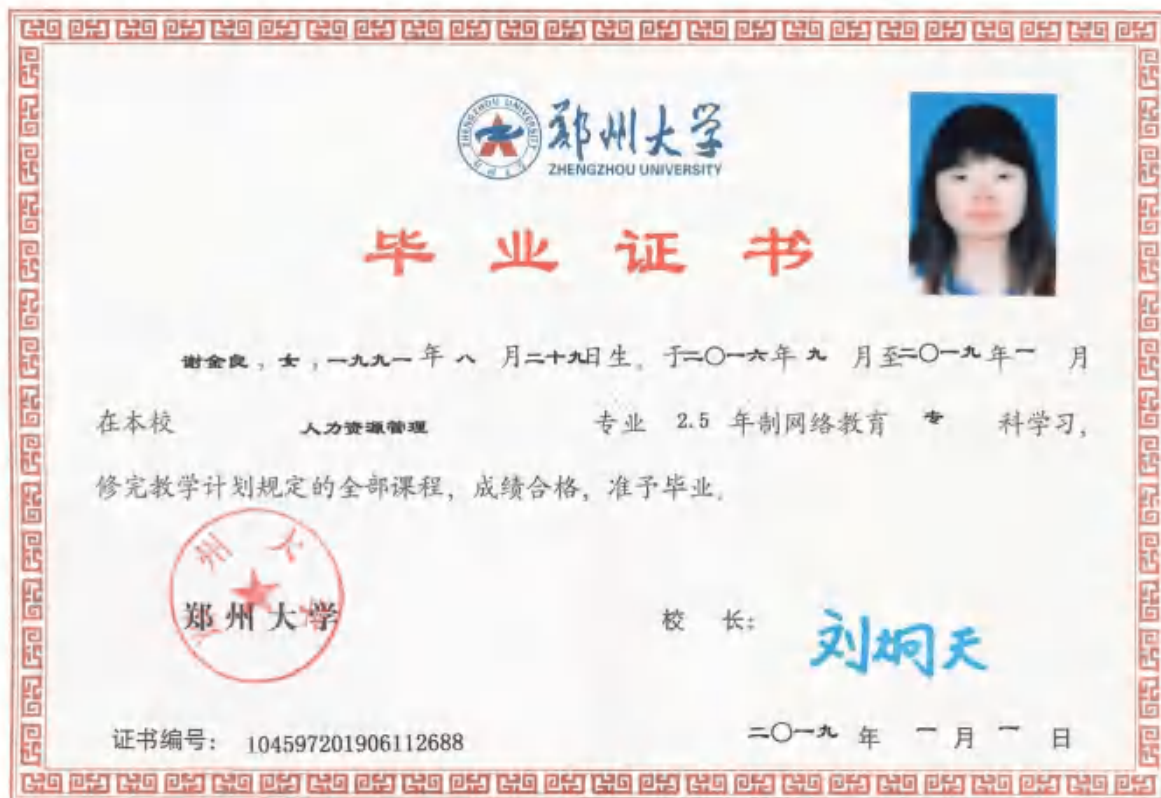 ZHENGZHOU UNIVERSITY
郑州大学
ZHENGZHOU UNIVERSITY
毕业证书
谢金良，女，一九九一年八月二十九日生，于二〇一六年九月至二〇一九年一月
在本校 人力资源管理 专业 2.5 年制网络教育 专 科学习，
修完教学计划规定的全部课程，成绩合格，准予毕业。
郑州大学
校 长：
刘炯天
证书编号： 104597201906112688
二〇一九年一月一日